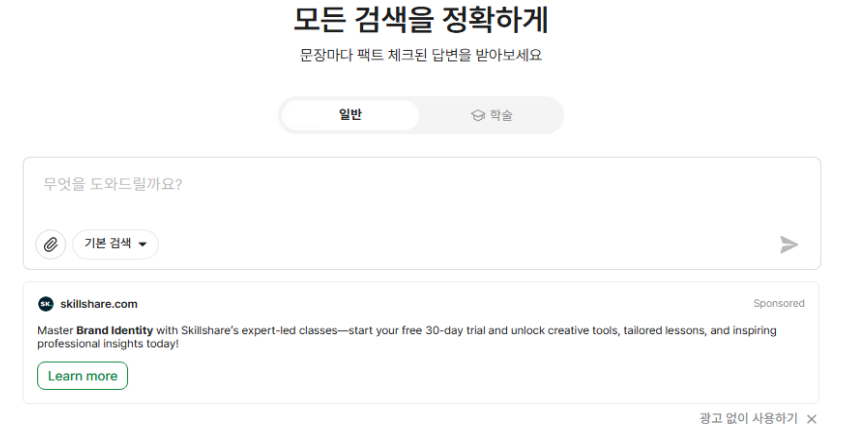 모든 검색을 정확하게
문장마다 팩트 체크된 답변을 받아보세요
일반
학술
무엇을 도와드릴까요?
기본 검색
SK.
skillshare.com
Sponsored
Master Brand Identity with Skillshare's expert-led classes—start your free 30-day trial and unlock creative tools, tailored lessons, and inspiring
professional insights today!
Learn more
광고 없이 사용하기